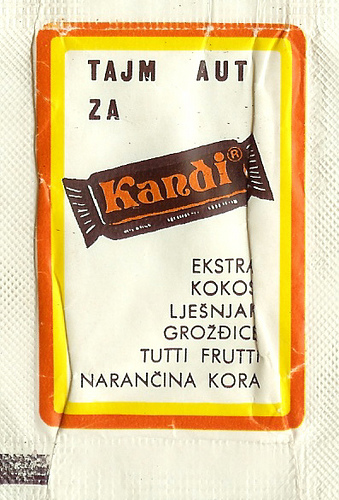 TAJM AUT
ZA
Kandi®
EKSTRA
KOKOS
LJEŠNJAK
GROŽĐICE
TUTTI FRUTTI
NARANČINA KORA